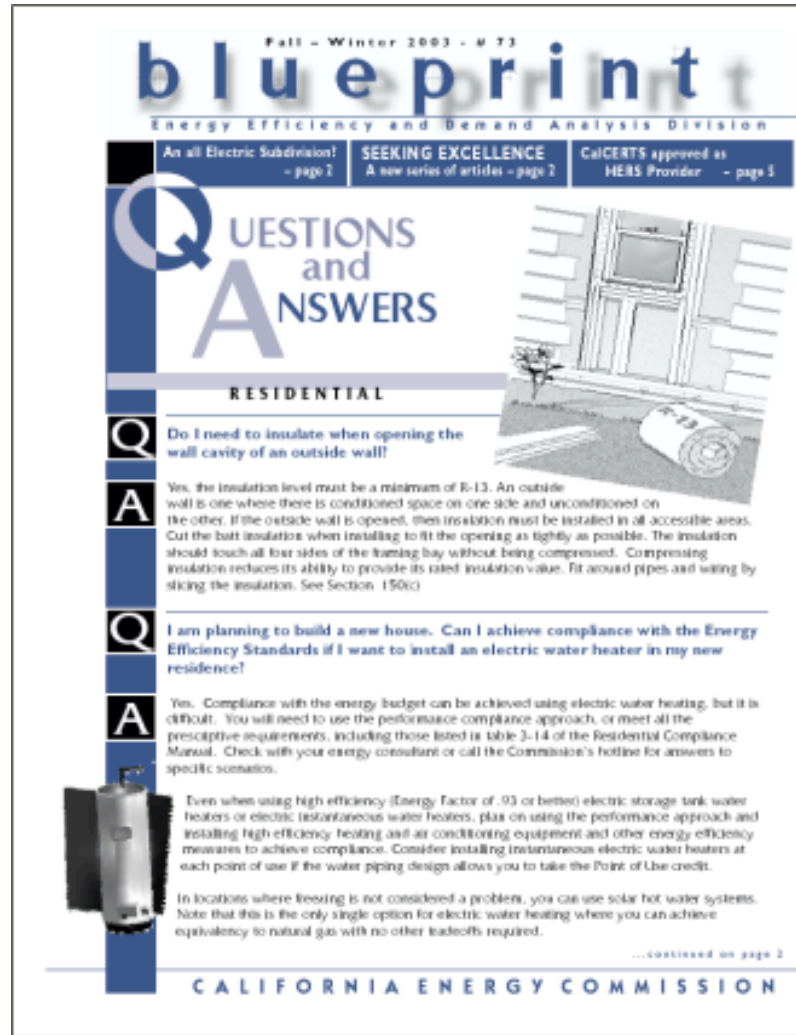 Fall – Winter 2003 - # 73
blueprint
Energy Efficiency and Demand Analysis Division
An all Electric Subdivision?
– page 2
SEEKING EXCELLENCE
A new series of articles – page 2
CalCERTS approved as
HERS Provider – page 5
QUESTIONS
and
ANSWERS
R-13
RESIDENTIAL
Q
Do I need to insulate when opening the
wall cavity of an outside wall?
A
Yes, the insulation level must be a minimum of R-13. An outside
wall is one where there is conditioned space on one side and unconditioned on
the other. If the outside wall is opened, then insulation must be installed in all accessible areas.
Cut the batt insulation when installing to fit the opening as tightly as possible. The insulation
should touch all four sides of the framing bay without being compressed. Compressing
insulation reduces its ability to provide its rated insulation value. Fit around pipes and wiring by
slicing the insulation. See Section 150(c)
Q
I am planning to build a new house. Can I achieve compliance with the Energy
Efficiency Standards if I want to install an electric water heater in my new
residence?
A
Yes. Compliance with the energy budget can be achieved using electric water heating, but it is
difficult. You will need to use the performance compliance approach, or meet all the
prescriptive requirements, including those listed in table 3-14 of the Residential Compliance
Manual. Check with your energy consultant or call the Commission's hotline for answers to
specific scenarios.
Even when using high efficiency (Energy Factor of .93 or better) electric storage tank water
heaters or electric instantaneous water heaters, plan on using the performance approach and
installing high efficiency heating and air conditioning equipment and other energy efficiency
measures to achieve compliance. Consider installing instantaneous electric water heaters at
each point of use if the water piping design allows you to take the Point of Use credit.
In locations where freezing is not considered a problem, you can use solar hot water systems.
Note that this is the only single option for electric water heating where you can achieve
equivalency to natural gas with no other tradeoffs required.
...continued on page 2
CALIFORNIA ENERGY COMMISSION